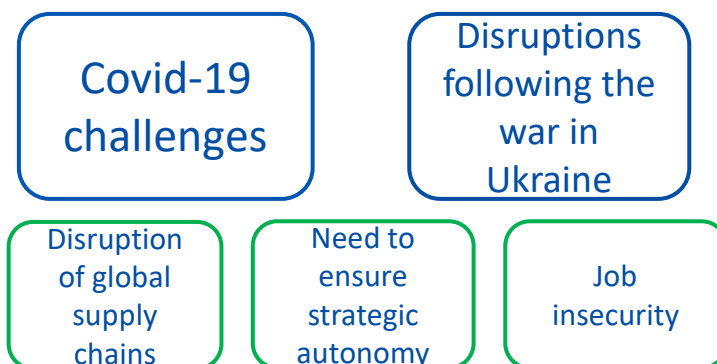 Covid-19
challenges
Disruptions
following the
war in
Ukraine
Disruption
of global
supply
chains
Need to
ensure
strategic
autonomy
Job
insecurity